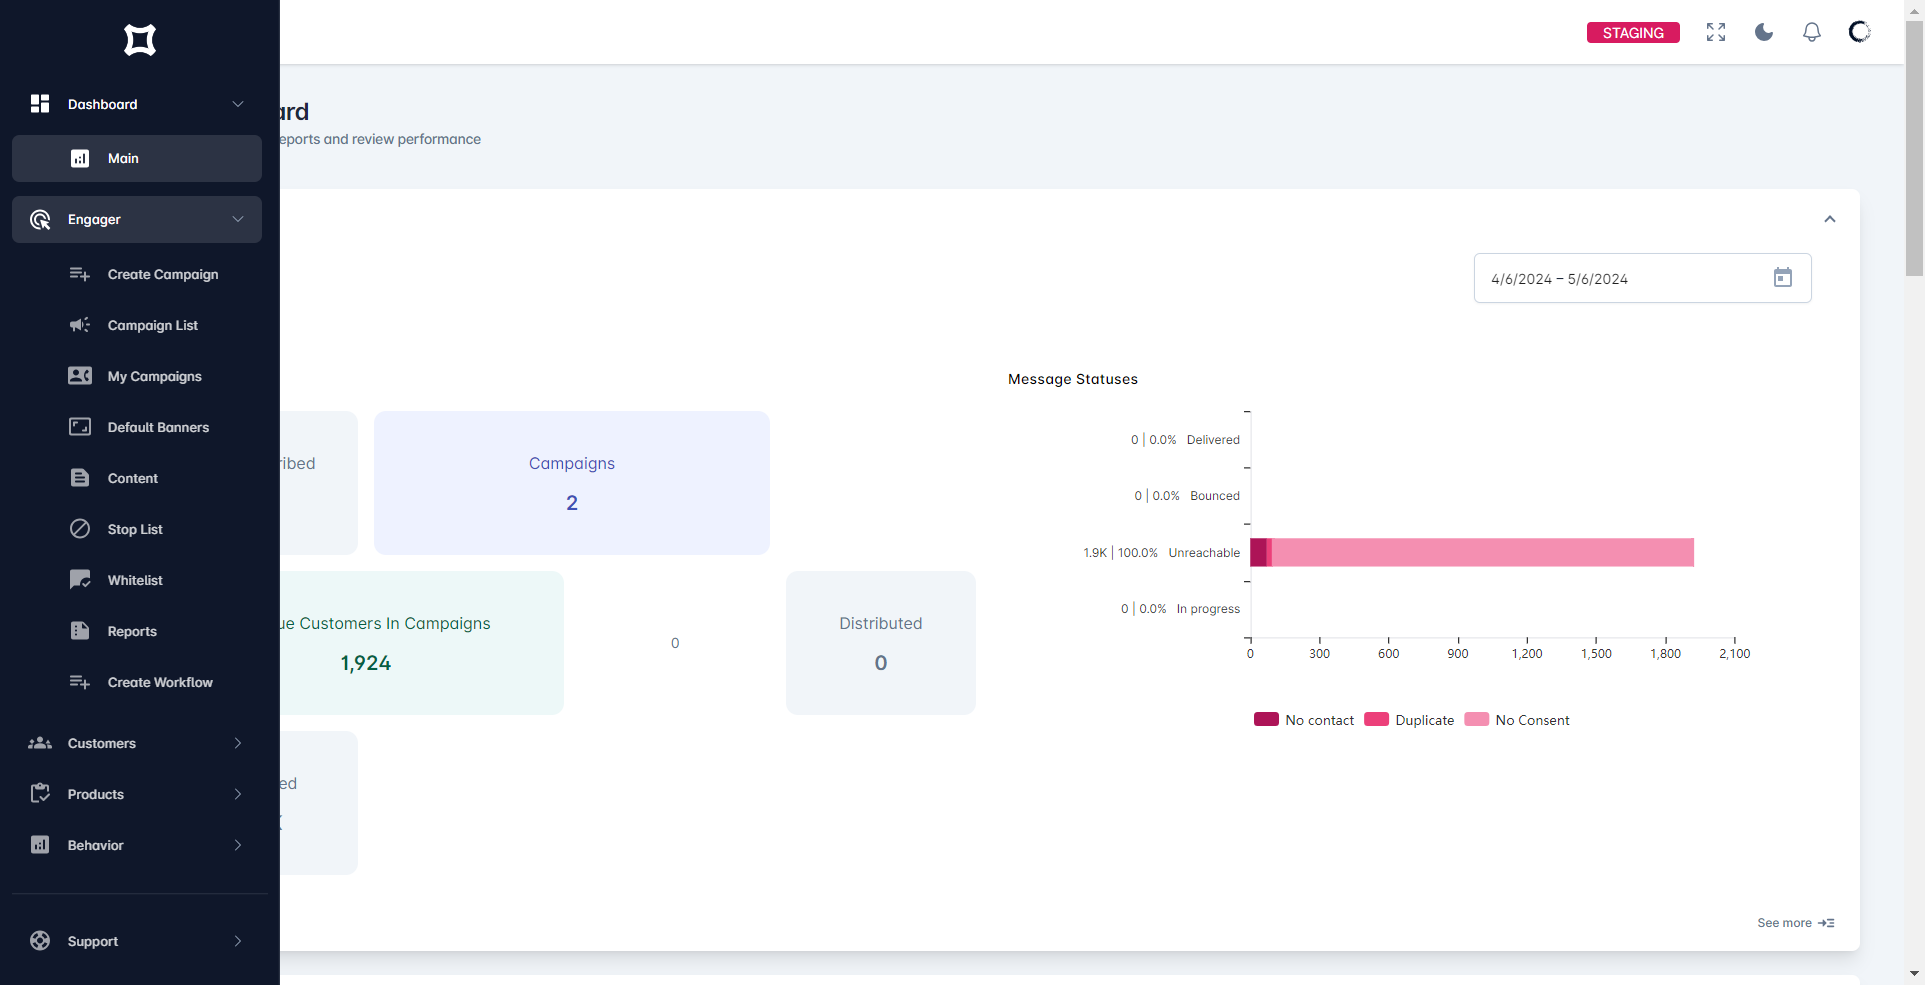 STAGING
Dashboard
Main
Engager
Create Campaign
Campaign List
My Campaigns
Default Banners
Content
Stop List
Whitelist
Reports
Create Workflow
Customers
Products
Behavior
Support
ard
eports and review performance
4/6/2024 – 5/6/2024
ribed
Campaigns
2
ue Customers In Campaigns
1,924
0
Distributed
0
ed
Message Statuses
0 | 0.0% Delivered
0 | 0.0% Bounced
1.9K | 100.0% Unreachable
0 | 0.0% In progress
0 300 600 900 1,200 1,500 1,800 2,100
No contact Duplicate No Consent
See more